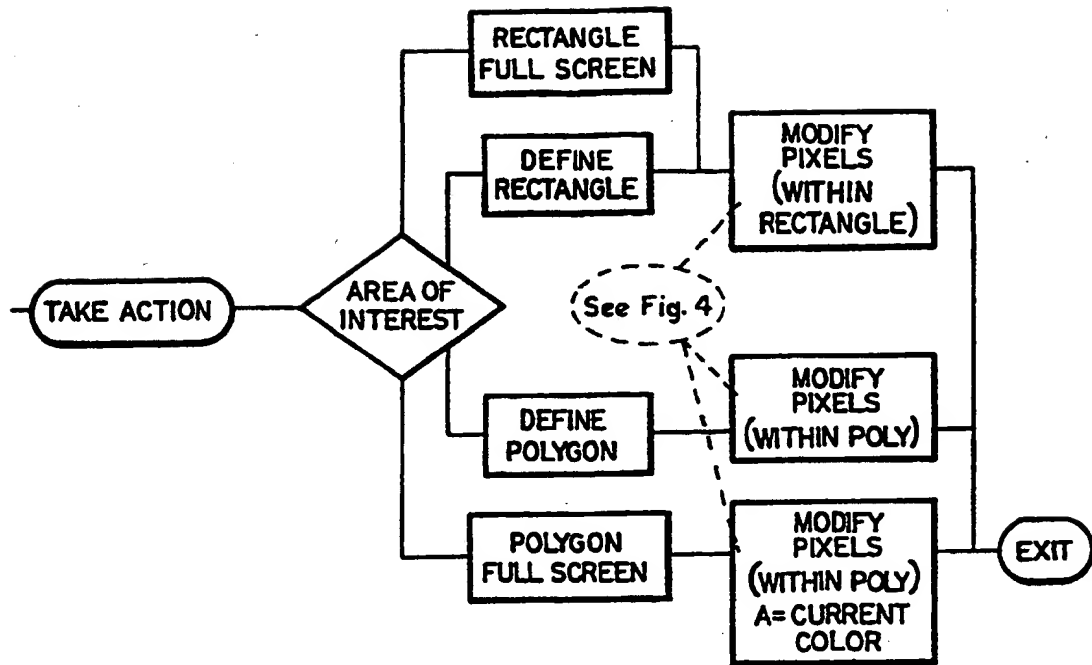 RECTANGLE
FULL SCREEN
DEFINE
RECTANGLE
MODIFY
PIXELS
(WITHIN
RECTANGLE)
TAKE ACTION
AREA OF
INTEREST
See Fig. 4
DEFINE
POLYGON
MODIFY
PIXELS
(WITHIN POLY)
POLYGON
FULL SCREEN
MODIFY
PIXELS
(WITHIN POLY)
A=CURRENT
COLOR
EXIT